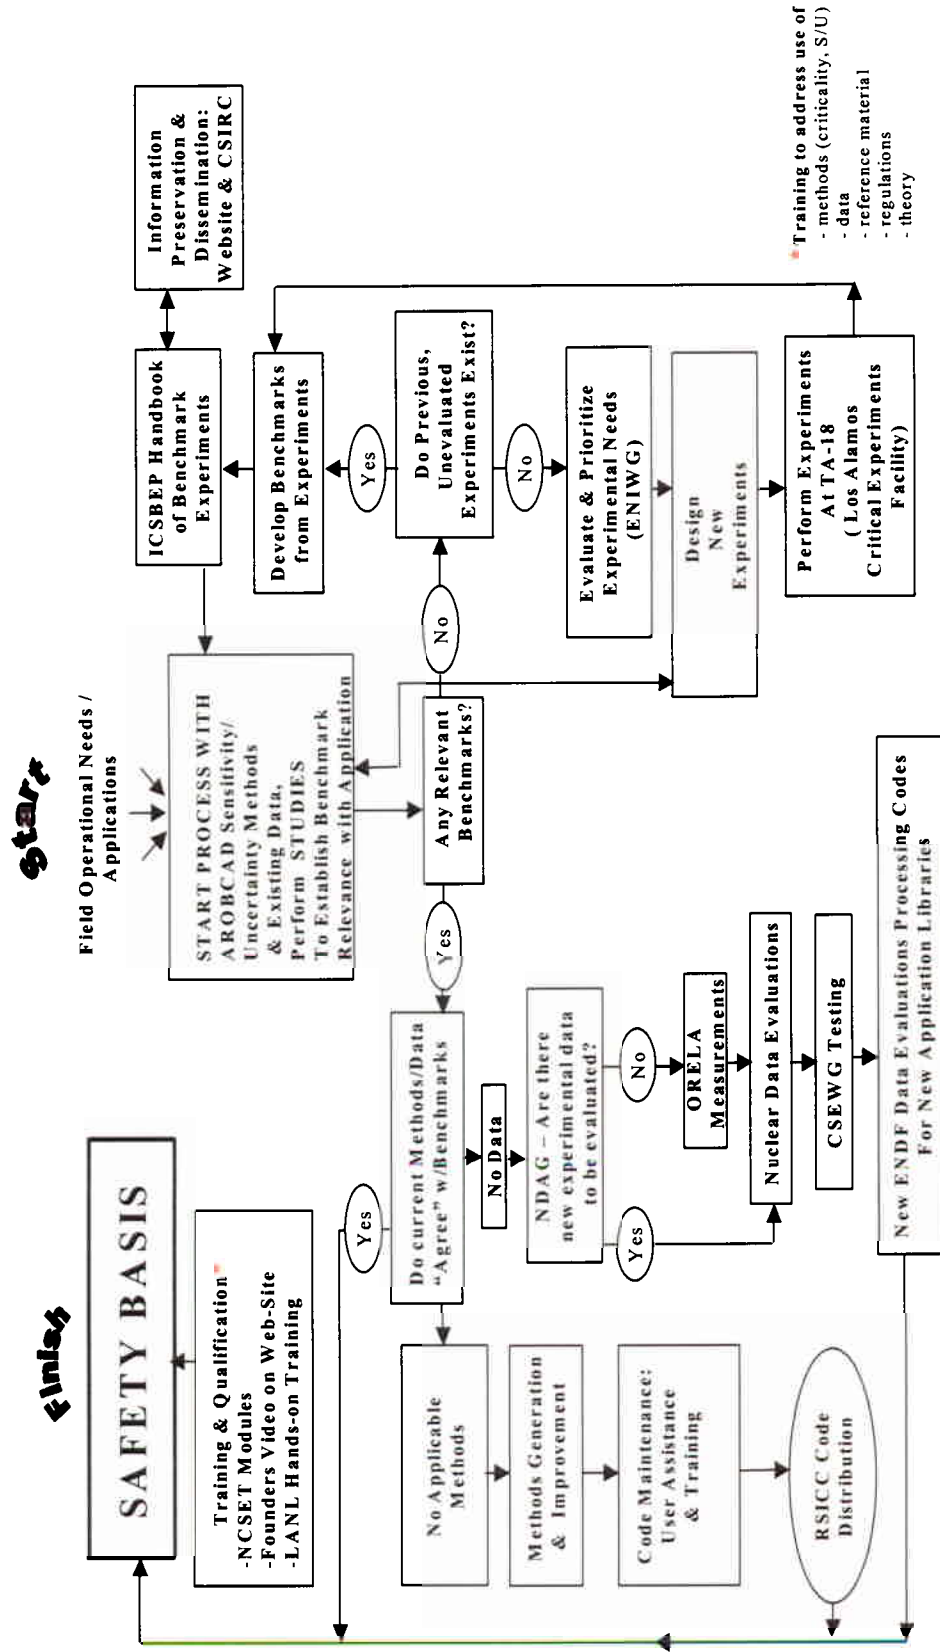 Finish
SAFETY BASIS
Training & Qualification*
-NCSET Modules
-Founders Video on Web-Site
-LANL Hands-on Training
Start
Field Operational Needs /
Applications
START PROCESS WITH
AROBCAD Sensitivity/
Uncertainty Methods
& Existing Data,
Perform STUDIES
To Establish Benchmark
Relevance with Application
ICSBEP Handbook
of Benchmark
Experiments
Information
Preservation &
Dissemination:
Website & CSIRC
Develop Benchmarks
from Experiments
Yes
Do Previous,
Unevaluated
Experiments Exist?
No
Any Relevant
Benchmarks?
No
Yes
Evaluate & Prioritize
Experimental Needs
(ENIWG)
Design
New
Experiments
Perform Experiments
At TA-18
( Los Alamos
Critical Experiments
Facility)
Yes
Do current Methods/Data
“Agree” w/Benchmarks
No Data
NDAG – Are there
new experimental data
to be evaluated?
Yes
No
ORELA
Measurements
Nuclear Data Evaluations
CSEWG Testing
New ENDF Data Evaluations Processing Codes
For New Application Libraries
No Applicable
Methods
Methods Generation
& Improvement
Code Maintenance:
User Assistance
& Training
RSICC Code
Distribution
*Training to address use of
- methods (criticality, S/U)
- data
- reference material
- regulations
- theory